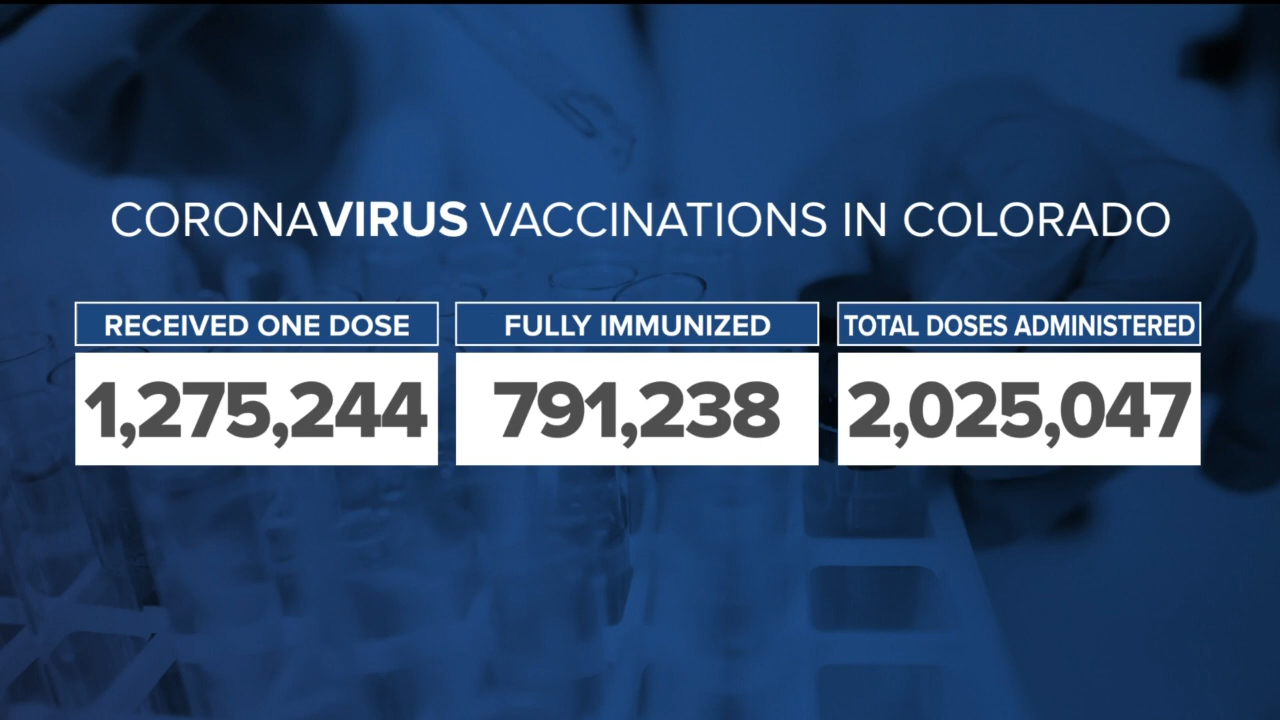 CORONAVIRUS VACCINATIONS IN COLORADO
RECEIVED ONE DOSE
1,275,244
FULLY IMMUNIZED
791,238
TOTAL DOSES ADMINISTERED
2,025,047